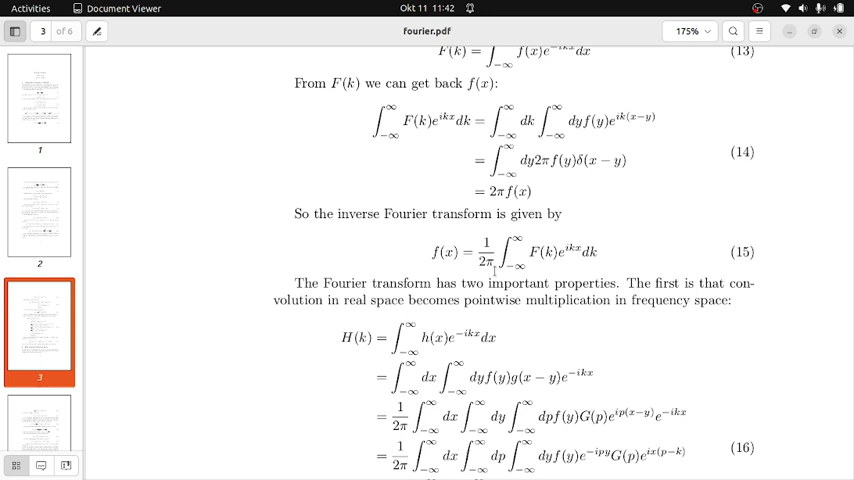 Activities Document Viewer Okt 11 11:42
3 of 6 fourier.pdf 175%
F(k) = ∫_{-∞} f(x)e^{-ikx}dx (13)
From F(k) we can get back f(x):
∫_{-∞}^{∞} F(k)e^{ikx}dk = ∫_{-∞}^{∞} dk ∫_{-∞}^{∞} dyf(y)e^{ik(x-y)}
= ∫_{-∞}^{∞} dy2πf(y)δ(x − y) (14)
= 2πf(x)
So the inverse Fourier transform is given by
f(x) = \frac{1}{2π} ∫_{-∞}^{∞} F(k)e^{ikx}dk (15)
The Fourier transform has two important properties. The first is that con-
volution in real space becomes pointwise multiplication in frequency space:
H(k) = ∫_{-∞}^{∞} h(x)e^{-ikx}dx
= ∫_{-∞}^{∞} dx ∫_{-∞}^{∞} dyf(y)g(x − y)e^{-ikx}
= \frac{1}{2π} ∫_{-∞}^{∞} dx ∫_{-∞}^{∞} dy ∫_{-∞}^{∞} dpf(y)G(p)e^{ip(x-y)}e^{-ikx}
= \frac{1}{2π} ∫_{-∞}^{∞} dx ∫_{-∞}^{∞} dp ∫_{-∞}^{∞} dyf(y)e^{-ipy}G(p)e^{ix(p-k)} (16)
1
2
3